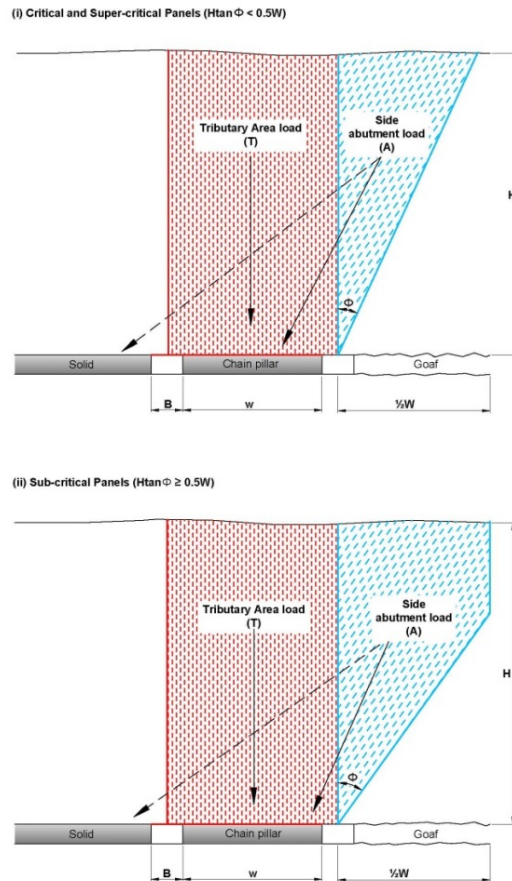 (i) Critical and Super-critical Panels (HtanΦ < 0.5W)
Tributary Area load
(T)
Side
abutment load
(A)
H
Φ
Solid
Chain pillar
Goaf
B
w
½W
(ii) Sub-critical Panels (HtanΦ ≥ 0.5W)
Tributary Area load
(T)
Side
abutment load
(A)
H
Φ
Solid
Chain pillar
Goaf
B
w
½W